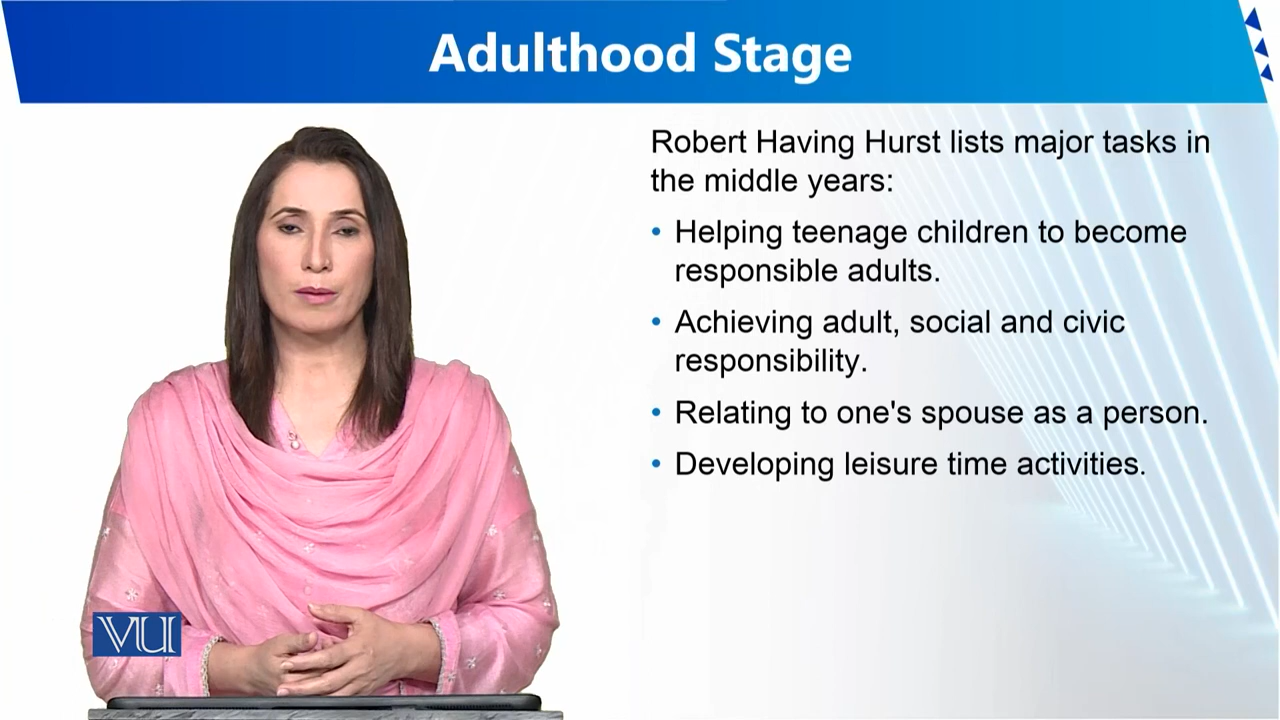 Adulthood Stage
Robert Having Hurst lists major tasks in
the middle years:
• Helping teenage children to become
responsible adults.
• Achieving adult, social and civic
responsibility.
• Relating to one's spouse as a person.
• Developing leisure time activities.
VU